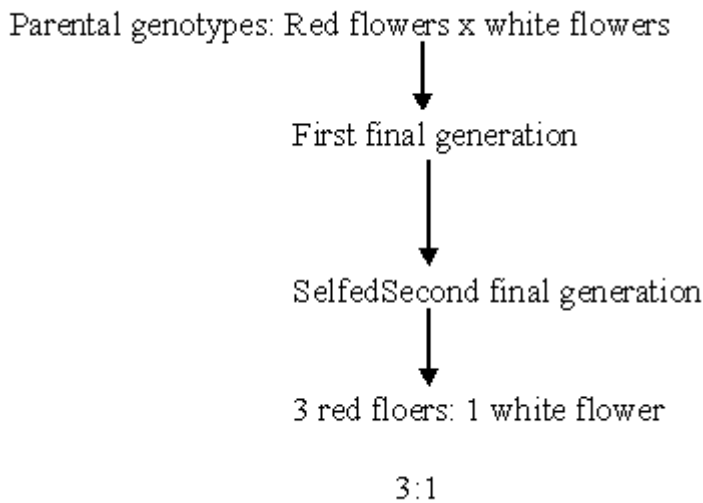 Parental genotypes: Red flowers x white flowers
First final generation
SelfedSecond final generation
3 red floers: 1 white flower
3:1